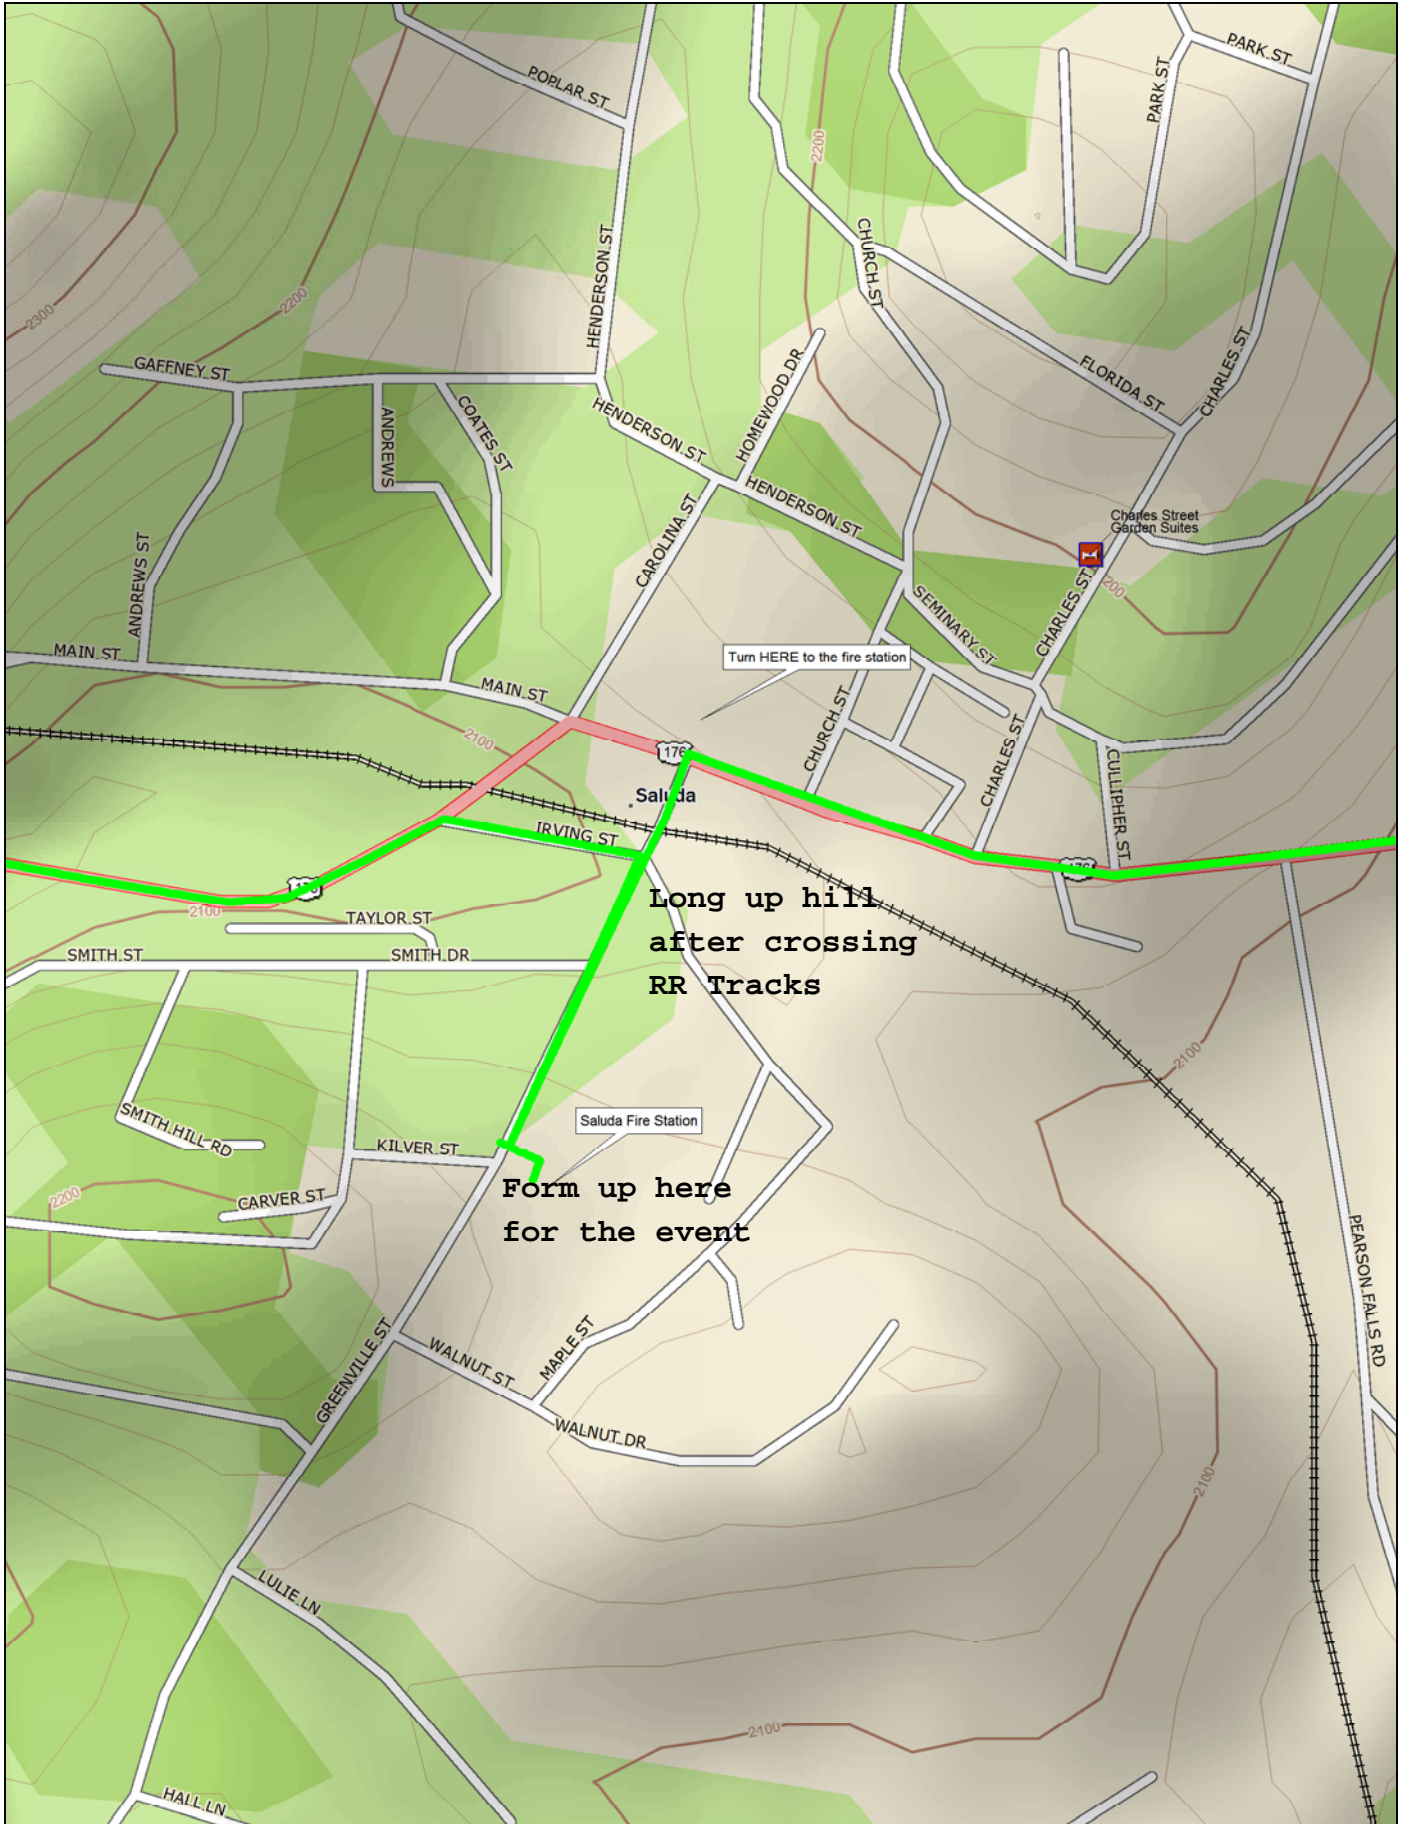 PARK ST
POPLAR ST
PARK ST
2200
CHURCH ST
HENDERSON ST
2200
2300
GAFFNEY ST
HOMEWOOD DR
FLORIDA ST
CHARLES ST
ANDREWS
COATES ST
HENDERSON ST
HENDERSON ST
Charles Street
Garden Suites
CAROLINA ST
ANDREWS ST
CHARLES ST
200
SEMINARY ST
MAIN ST
Turn HERE to the fire station
MAIN ST
CHURCH ST
2100
176
CHARLES ST
CULLIPHER ST
Saluda
IRVING ST
176
176
Long up hill
after crossing
RR Tracks
2100
TAYLOR ST
SMITH ST
SMITH DR
2100
SMITH HILL RD
Saluda Fire Station
KILVER ST
Form up here
for the event
2200
CARVER ST
PEARSON FALLS RD
GREENVILLE ST
WALNUT ST
MAPLE ST
WALNUT DR
2100
LULIE LN
2100
HALL LN